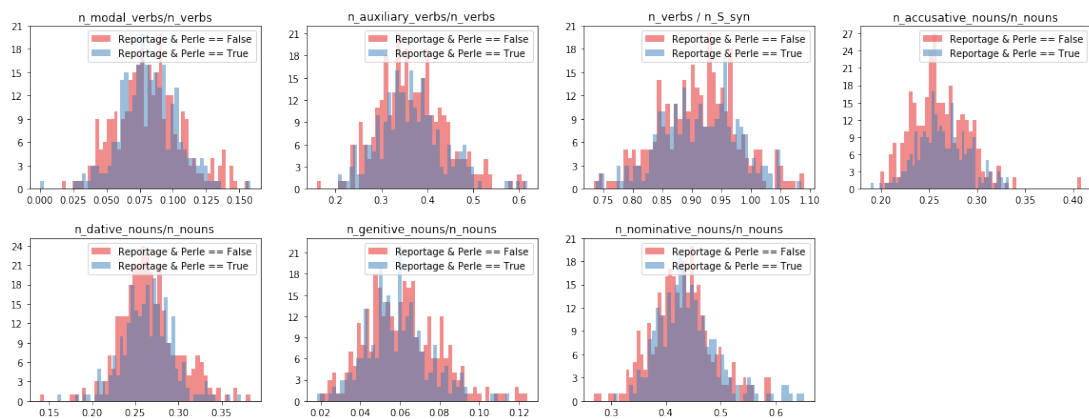 n_modal_verbs/n_verbs
21
18
15
12
9
6
3
0
Reportage & Perle == False
Reportage & Perle == True
0.000 0.025 0.050 0.075 0.100 0.125 0.150
n_auxiliary_verbs/n_verbs
21
18
15
12
9
6
3
0
Reportage & Perle == False
Reportage & Perle == True
0.2 0.3 0.4 0.5 0.6
n_verbs / n_S_syn
21
18
15
12
9
6
3
0
Reportage & Perle == False
Reportage & Perle == True
0.75 0.80 0.85 0.90 0.95 1.00 1.05 1.10
n_accusative_nouns/n_nouns
27
24
21
18
15
12
9
6
3
0
Reportage & Perle == False
Reportage & Perle == True
0.20 0.25 0.30 0.35 0.40
n_dative_nouns/n_nouns
24
21
18
15
12
9
6
3
0
Reportage & Perle == False
Reportage & Perle == True
0.15 0.20 0.25 0.30 0.35
n_genitive_nouns/n_nouns
21
18
15
12
9
6
3
0
Reportage & Perle == False
Reportage & Perle == True
0.02 0.04 0.06 0.08 0.10 0.12
n_nominative_nouns/n_nouns
21
18
15
12
9
6
3
0
Reportage & Perle == False
Reportage & Perle == True
0.3 0.4 0.5 0.6